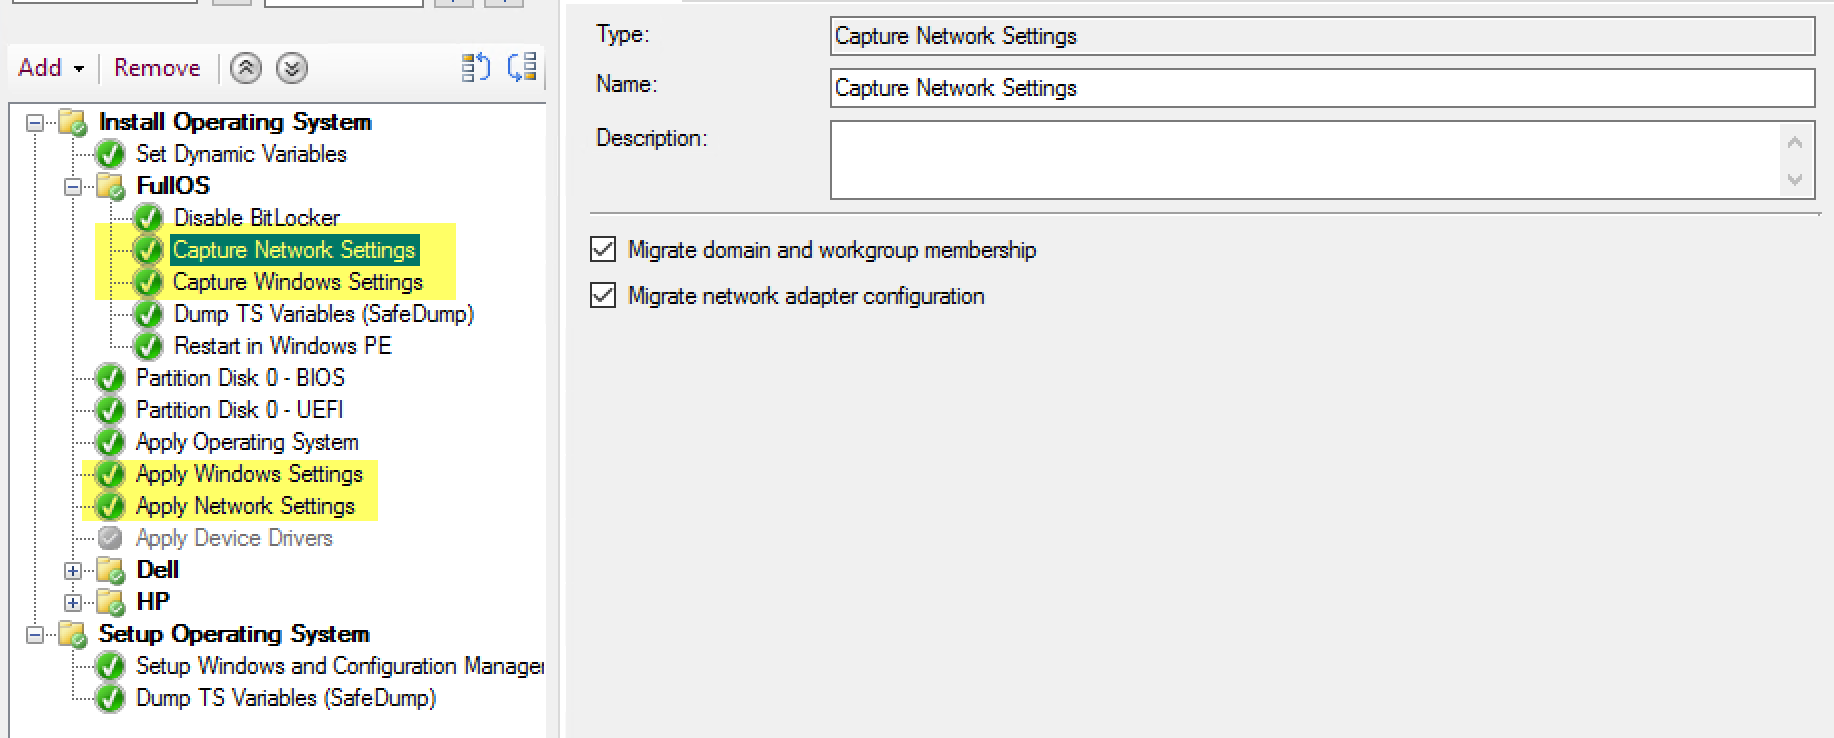 Add
Remove
Install Operating System
Set Dynamic Variables
FullOS
Disable BitLocker
Capture Network Settings
Capture Windows Settings
Dump TS Variables (SafeDump)
Restart in Windows PE
Partition Disk 0 - BIOS
Partition Disk 0 - UEFI
Apply Operating System
Apply Windows Settings
Apply Network Settings
Apply Device Drivers
Dell
HP
Setup Operating System
Setup Windows and Configuration Manager
Dump TS Variables (SafeDump)
Type:
Capture Network Settings
Name:
Capture Network Settings
Description:
Migrate domain and workgroup membership
Migrate network adapter configuration